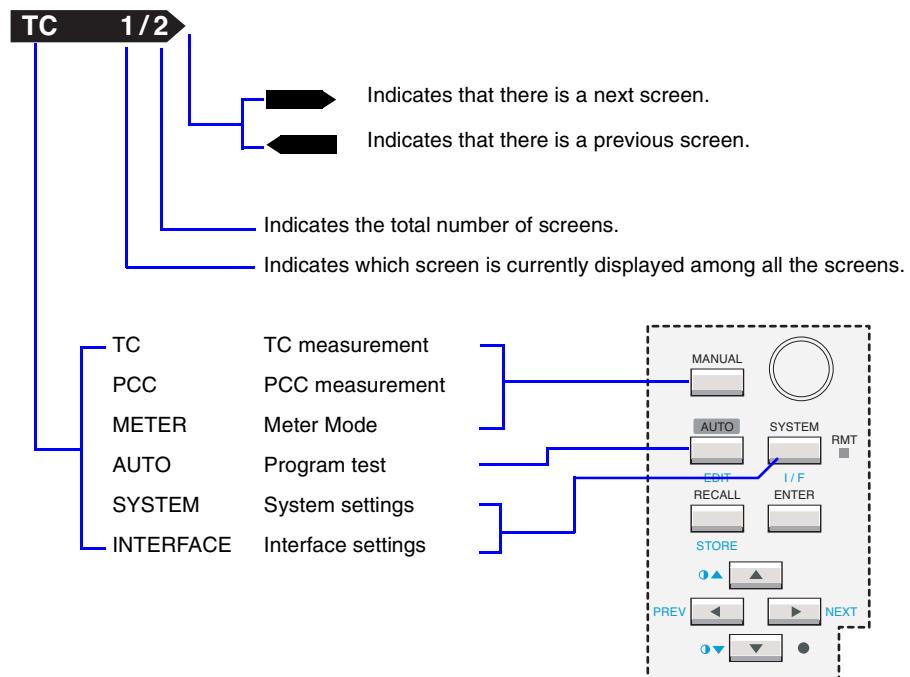 TC 1/2
Indicates that there is a next screen.
Indicates that there is a previous screen.
Indicates the total number of screens.
Indicates which screen is currently displayed among all the screens.
TC TC measurement
PCC PCC measurement
METER Meter Mode
AUTO Program test
SYSTEM System settings
INTERFACE Interface settings
MANUAL
AUTO SYSTEM RMT
EDIT I / F
RECALL ENTER
STORE
PREV NEXT